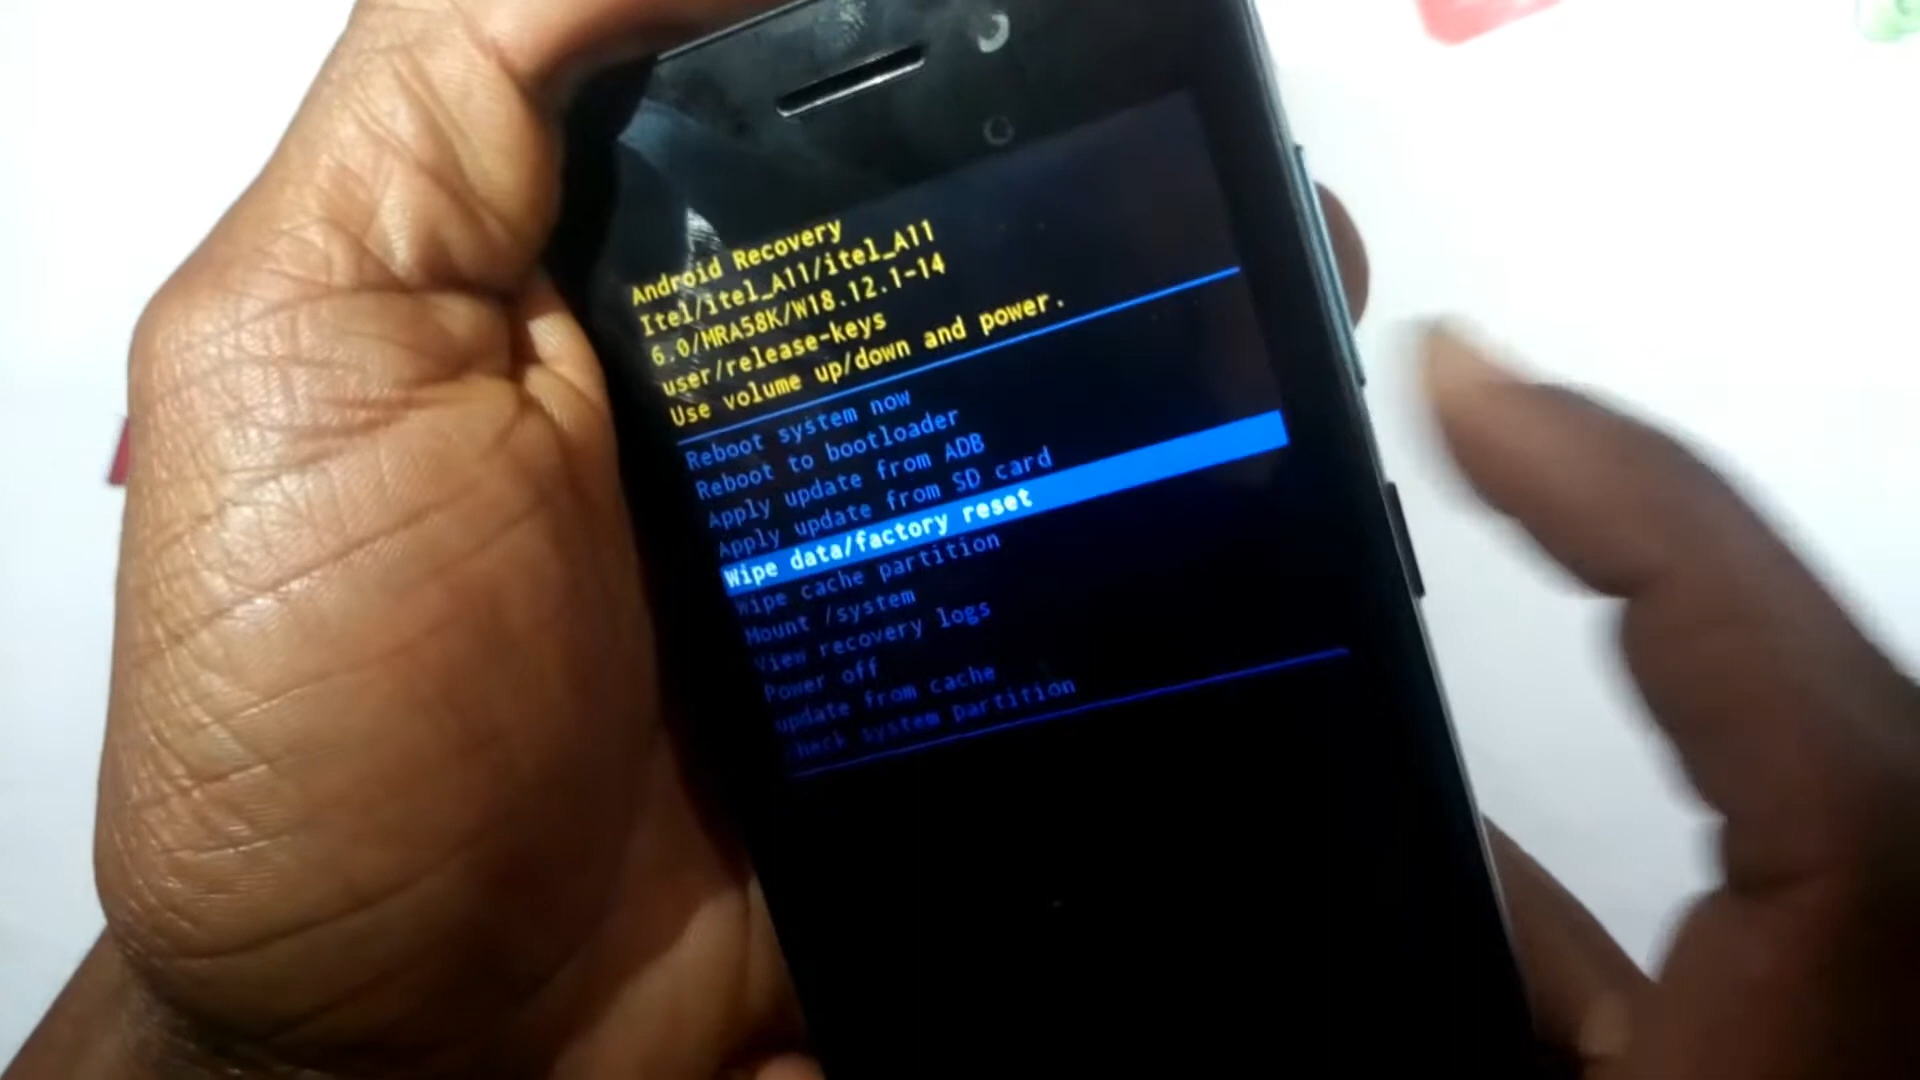 Android Recovery
Itel/itel_A11/itel_A11
6.0/MRA58K/W18.12.1-14
user/release-keys
Use volume up/down and power.
Reboot system now
Reboot to bootloader
Apply update from ADB
Apply update from SD card
Wipe data/factory reset
Wipe cache partition
Mount /system
View recovery logs
Power off
update from cache
check system partition